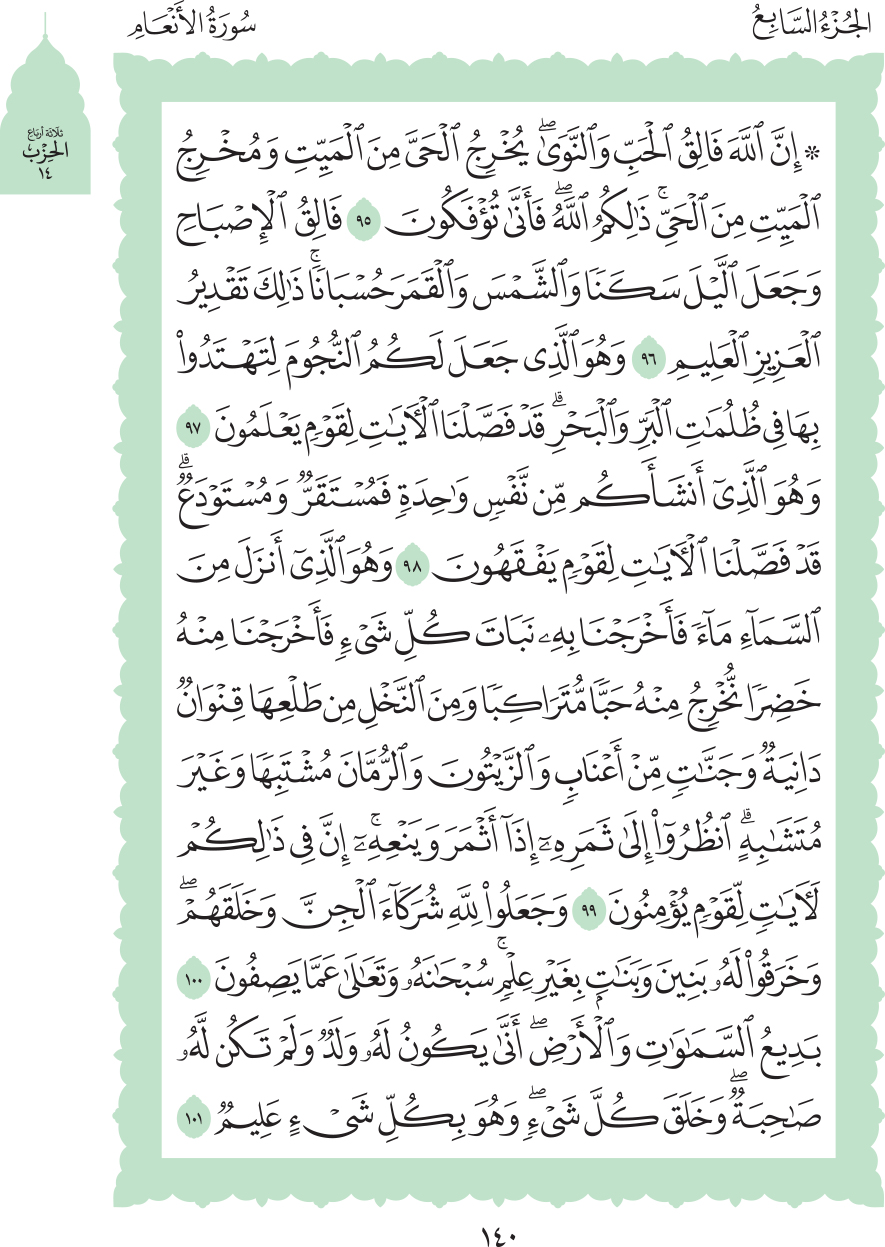 الجُزْءُ السَّابِعُ
سُورَةُ الأَنْعَامِ
ثلاثة أرباع
الحِزْب
١٤
* إِنَّ ٱللَّهَ فَالِقُ ٱلْحَبِّ وَٱلنَّوَىٰۖ يُخْرِجُ ٱلْحَىَّ مِنَ ٱلْمَيِّتِ وَمُخْرِجُ
ٱلْمَيِّتِ مِنَ ٱلْحَىِّۚ ذَٰلِكُمُ ٱللَّهُۖ فَأَنَّىٰ تُؤْفَكُونَ ٩٥ فَالِقُ ٱلْإِصْبَاحِ
وَجَعَلَ ٱلَّيْلَ سَكَنًا وَٱلشَّمْسَ وَٱلْقَمَرَ حُسْبَانًاۚ ذَٰلِكَ تَقْدِيرُ
ٱلْعَزِيزِ ٱلْعَلِيمِ ٩٦ وَهُوَ ٱلَّذِى جَعَلَ لَكُمُ ٱلنُّجُومَ لِتَهْتَدُوا۟
بِهَا فِى ظُلُمَٰتِ ٱلْبَرِّ وَٱلْبَحْرِۗ قَدْ فَصَّلْنَا ٱلْأٓيَٰتِ لِقَوْمٍ يَعْلَمُونَ ٩٧
وَهُوَ ٱلَّذِىٓ أَنشَأَكُم مِّن نَّفْسٍ وَٰحِدَةٍ فَمُسْتَقَرٌّ وَمُسْتَوْدَعٌۗ
قَدْ فَصَّلْنَا ٱلْأٓيَٰتِ لِقَوْمٍ يَفْقَهُونَ ٩٨ وَهُوَ ٱلَّذِىٓ أَنزَلَ مِنَ
ٱلسَّمَآءِ مَآءً فَأَخْرَجْنَا بِهِۦ نَبَاتَ كُلِّ شَىْءٍ فَأَخْرَجْنَا مِنْهُ
خَضِرًا نُّخْرِجُ مِنْهُ حَبًّا مُّتَرَاكِبًا وَمِنَ ٱلنَّخْلِ مِن طَلْعِهَا قِنْوَانٌ
دَانِيَةٌ وَجَنَّٰتٍ مِّنْ أَعْنَابٍ وَٱلزَّيْتُونَ وَٱلرُّمَّانَ مُشْتَبِهًا وَغَيْرَ
مُتَشَٰبِهٍۗ ٱنظُرُوٓا۟ إِلَىٰ ثَمَرِهِۦٓ إِذَآ أَثْمَرَ وَيَنْعِهِۦٓۚ إِنَّ فِى ذَٰلِكُمْ
لَأٓيَٰتٍ لِّقَوْمٍ يُؤْمِنُونَ ٩٩ وَجَعَلُوا۟ لِلَّهِ شُرَكَآءَ ٱلْجِنَّ وَخَلَقَهُمْۖ
وَخَرَقُوا۟ لَهُۥ بَنِينَ وَبَنَٰتٍۭ بِغَيْرِ عِلْمٍۚ سُبْحَٰنَهُۥ وَتَعَٰلَىٰ عَمَّا يَصِفُونَ ١٠٠
بَدِيعُ ٱلسَّمَٰوَٰتِ وَٱلْأَرْضِۖ أَنَّىٰ يَكُونُ لَهُۥ وَلَدٌ وَلَمْ تَكُن لَّهُۥ
صَٰحِبَةٌۖ وَخَلَقَ كُلَّ شَىْءٍۖ وَهُوَ بِكُلِّ شَىْءٍ عَلِيمٌ ١٠١
١٤٠